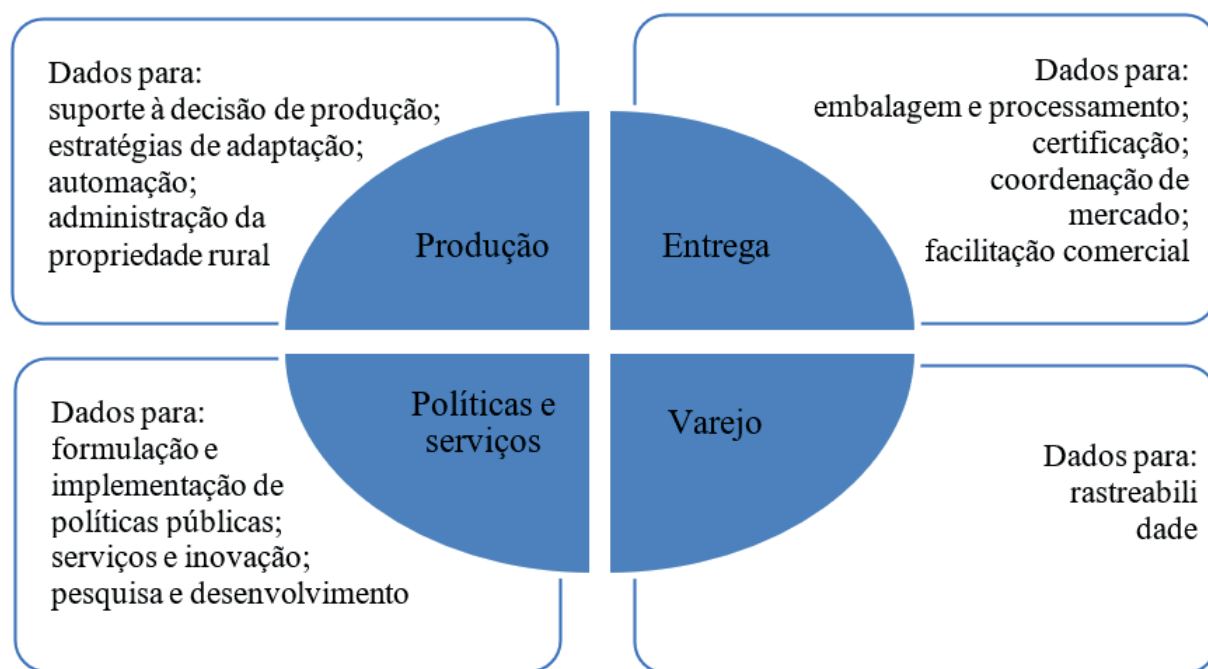 Dados para:
suporte à decisão de produção;
estratégias de adaptação;
automação;
administração da
propriedade rural
Produção
Dados para:
embalagem e processamento;
certificação;
coordenação de
mercado;
facilitação comercial
Entrega
Dados para:
formulação e
implementação de
políticas públicas;
serviços e inovação;
pesquisa e desenvolvimento
Políticas e
serviços
Varejo
Dados para:
rastreabili
dade